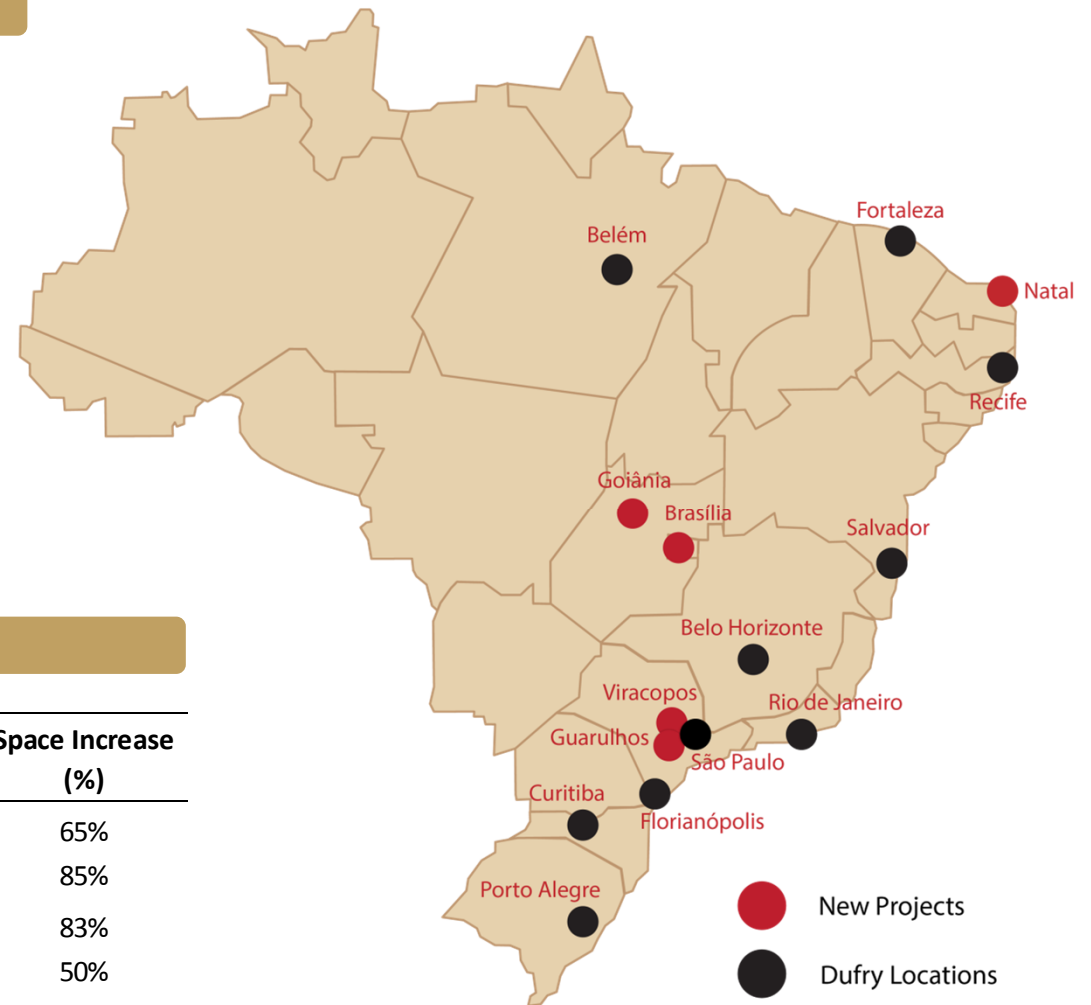 Fortaleza
Belém
Natal
Recife
Goiânia
Brasília
Salvador
Belo Horizonte
Viracopos
Rio de Janeiro
Guarulhos
São Paulo
Curitiba
Florianópolis
Porto Alegre
New Projects
Dufry Locations
Space Increase
(%)
65%
85%
83%
50%